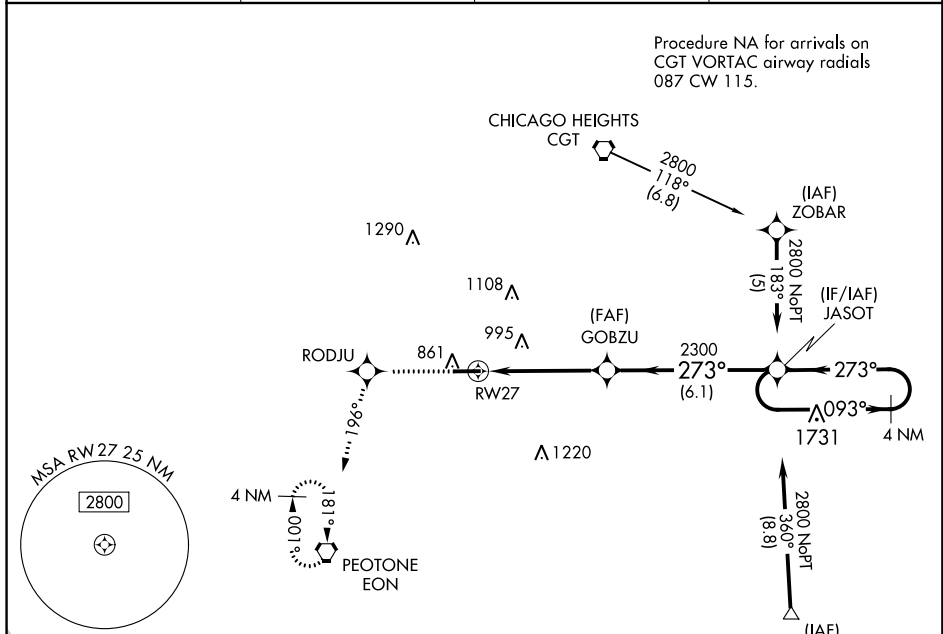 Procedure NA for arrivals on
CGT VORTAC airway radials
087 CW 115.
CHICAGO HEIGHTS
CGT
2800
118°
(6.8)
(IAF)
ZOBAR
1290
2800 NoPT
183°
(5)
1108
(IF/IAF)
JASOT
(FAF)
GOBZU
995
RODJU
861
RW27
2300
273°
(6.1)
273°
093°
1731
4 NM
1220
196°
MSA RW27 25 NM
2800
4 NM
181°
001°
PEOTONE
EON
2800 NoPT
360°
(8.8)
(IAF)